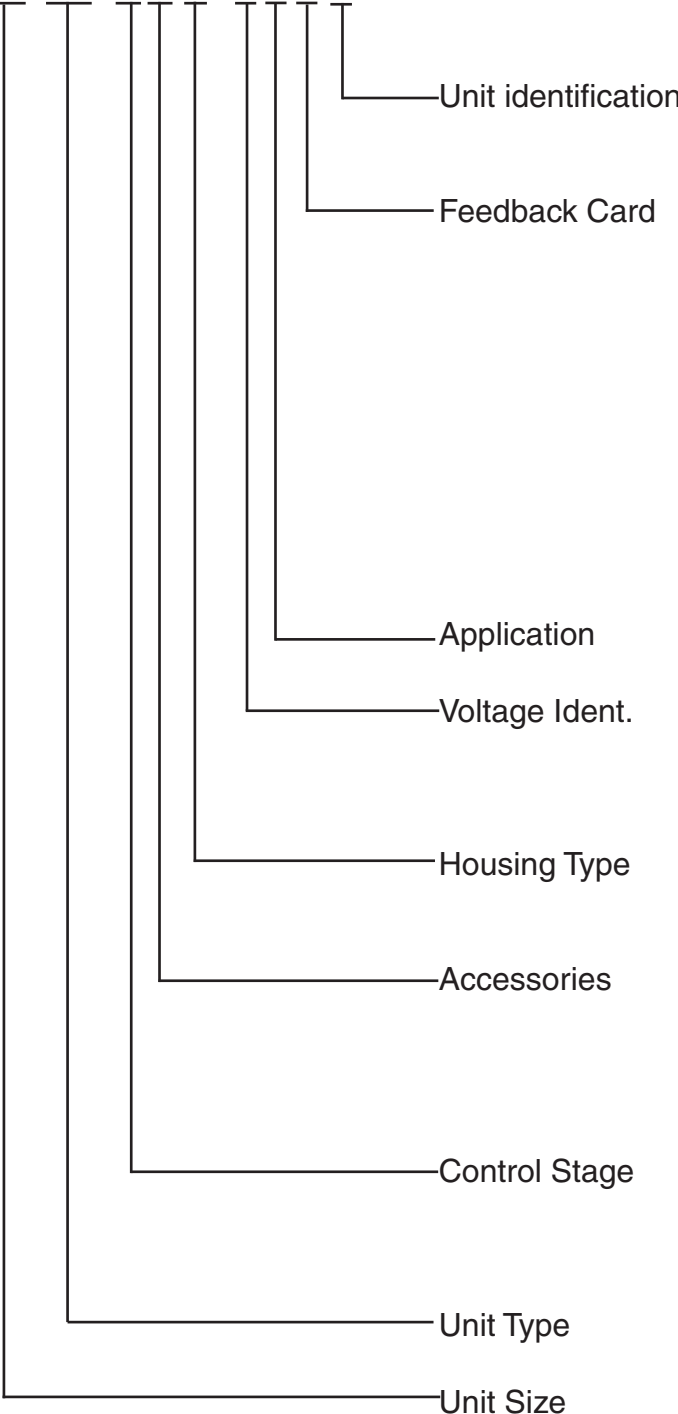 Unit identification
Feedback Card
Application
Voltage Ident.
Housing Type
Accessories
Control Stage
Unit Type
Unit Size